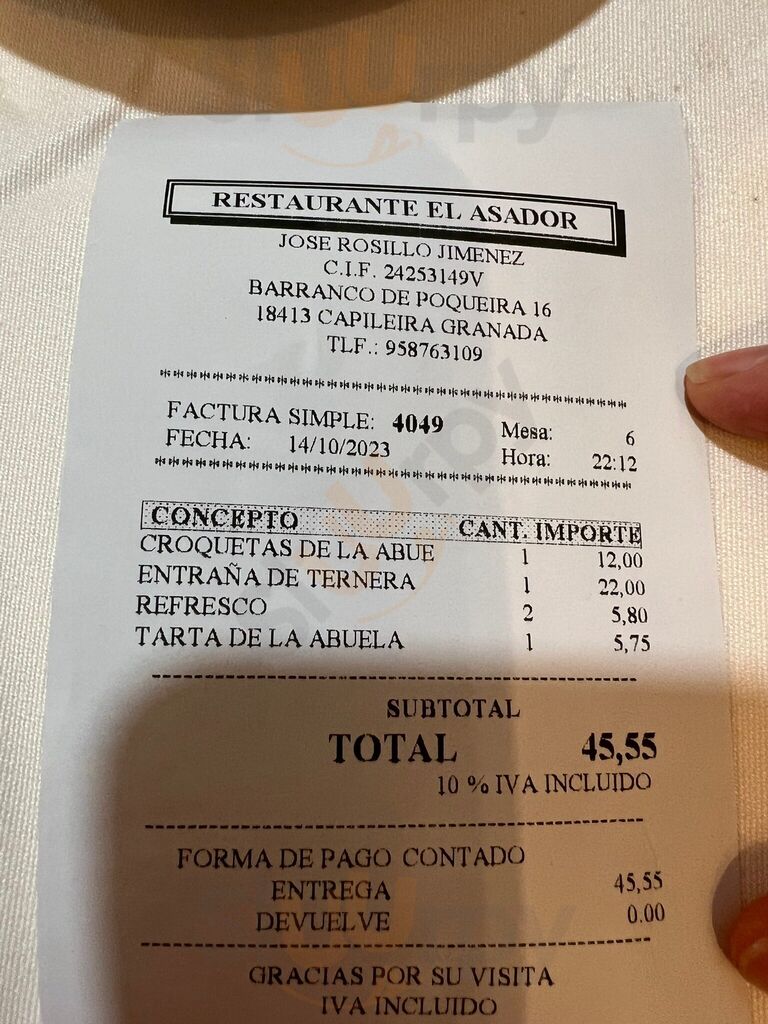 RESTAURANTE EL ASADOR
JOSE ROSILLO JIMENEZ
C.I.F. 24253149V
BARRANCO DE POQUEIRA 16
18413 CAPILEIRA GRANADA
TLF.: 958763109
****************************************
FACTURA SIMPLE: 4049 Mesa: 6
FECHA: 14/10/2023 Hora: 22:12
****************************************
CONCEPTO CANT. IMPORTE
CROQUETAS DE LA ABUE 1 12,00
ENTRAÑA DE TERNERA 1 22,00
REFRESCO 2 5,80
TARTA DE LA ABUELA 1 5,75
SUBTOTAL
TOTAL 45,55
10 % IVA INCLUIDO
FORMA DE PAGO CONTADO
ENTREGA 45,55
DEVUELVE 0.00
GRACIAS POR SU VISITA
IVA INCLUIDO